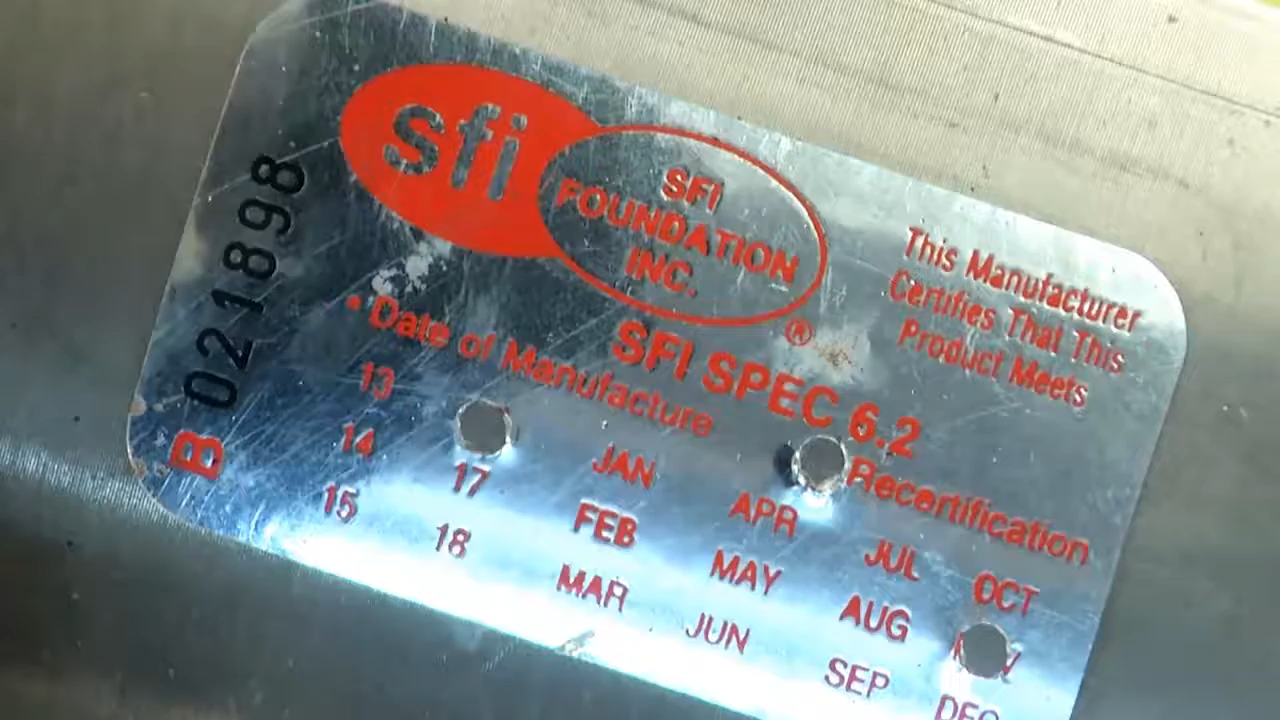 sfi
SFI
FOUNDATION
INC.
®
This Manufacturer
Certifies That This
Product Meets
SFI SPEC 6.2
• Date of Manufacture
Recertification
13
14 17 JAN APR JUL OCT
15 18 FEB MAY AUG
MAR JUN SEP DEC
B 021898